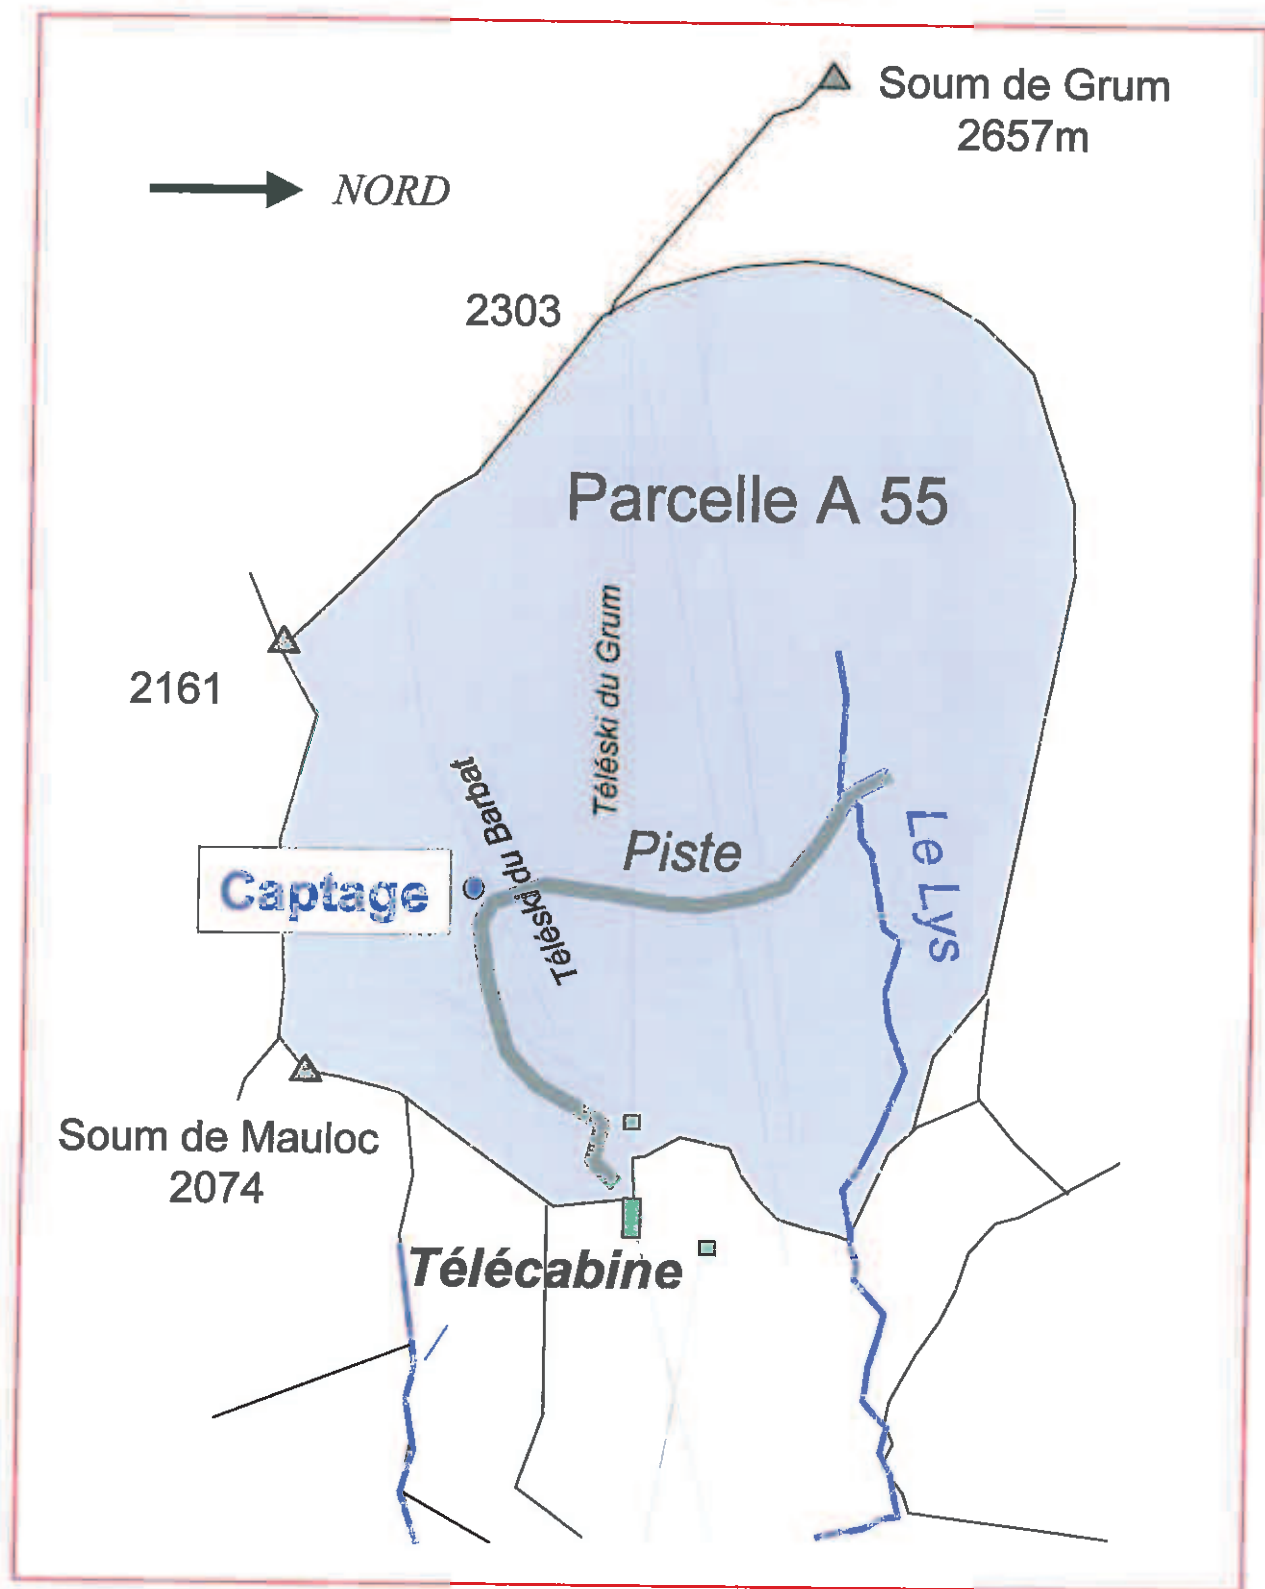 Soum de Grum
2657m
NORD
2303
Parcelle A 55
Téléski du Grum
2161
Téléski du Barbat
Piste
Le Lys
Captage
Soum de Mauloc
2074
Télécabine